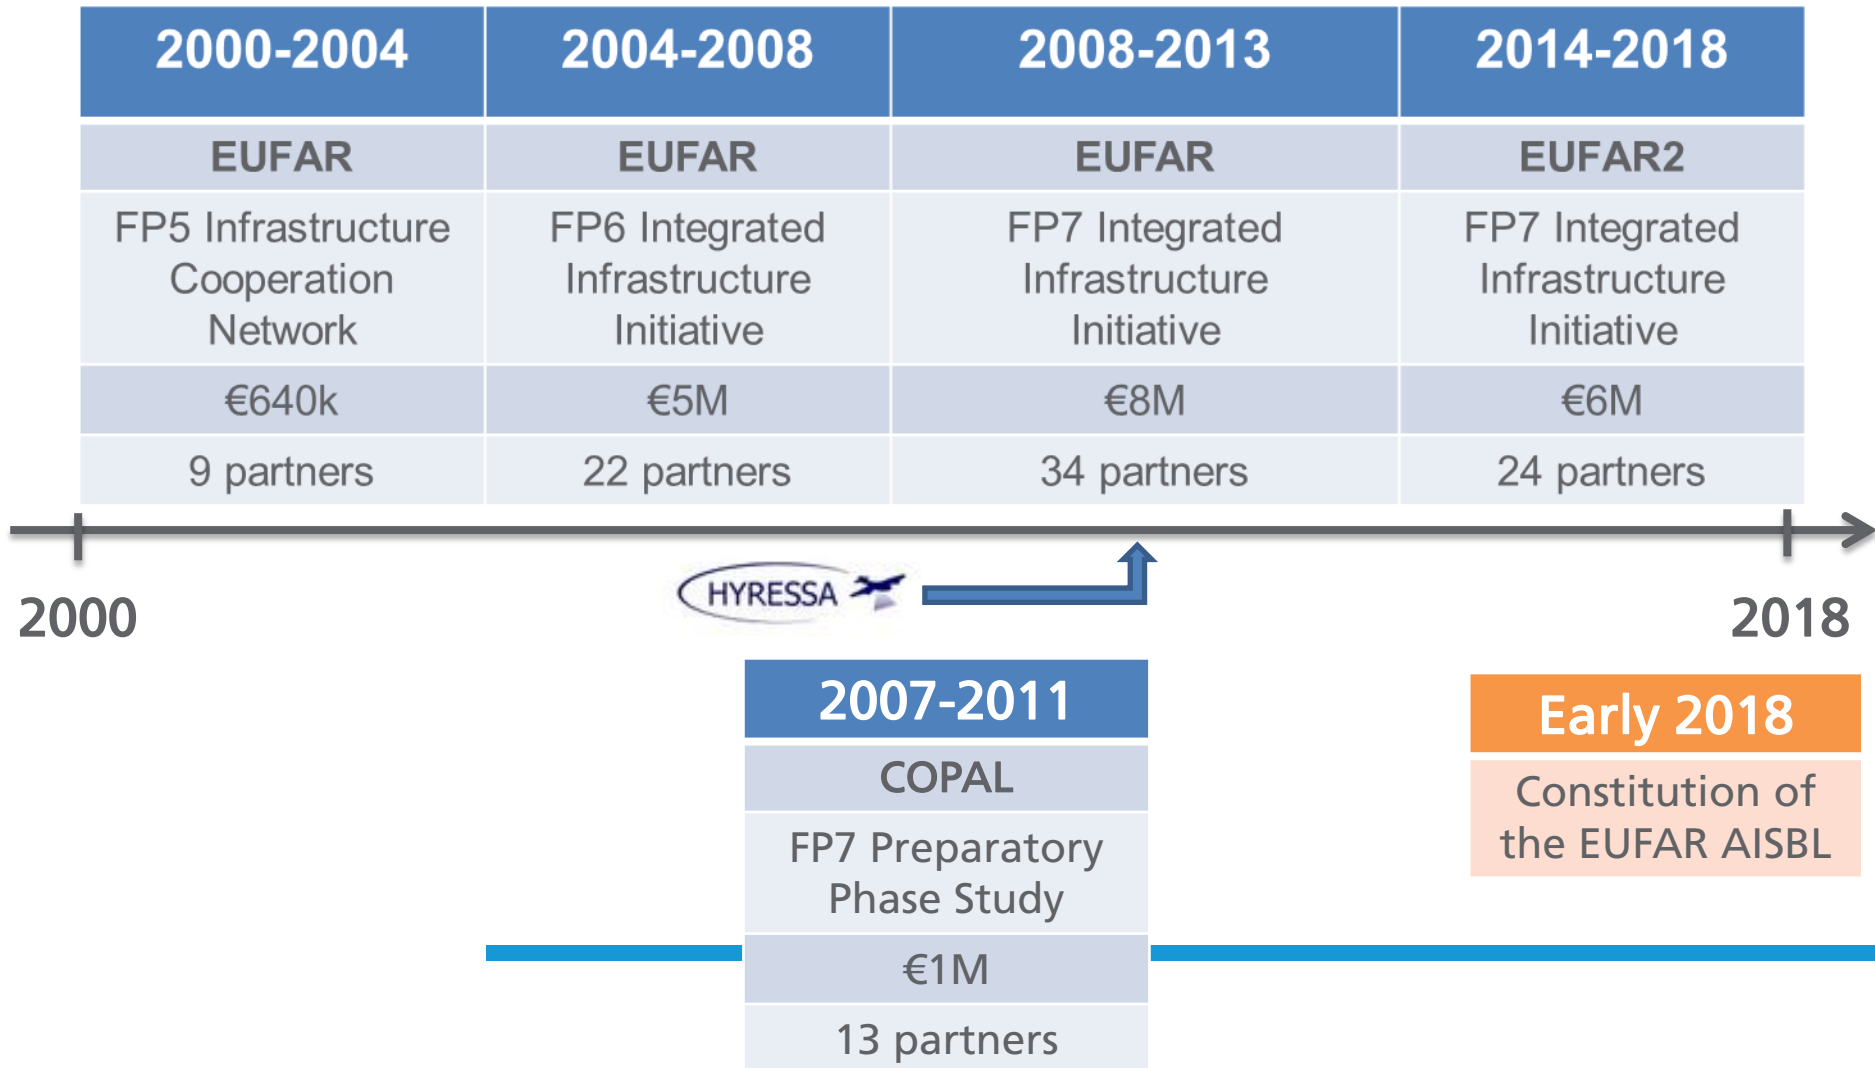 2000-2004 2004-2008 2008-2013 2014-2018
EUFAR EUFAR EUFAR EUFAR2
FP5 Infrastructure FP6 Integrated FP7 Integrated FP7 Integrated
Cooperation Infrastructure Infrastructure Infrastructure
Network Initiative Initiative Initiative
€640k €5M €8M €6M
9 partners 22 partners 34 partners 24 partners
HYRESSA
2000 2018
2007-2011
COPAL
FP7 Preparatory
Phase Study
€1M
13 partners
Early 2018
Constitution of
the EUFAR AISBL